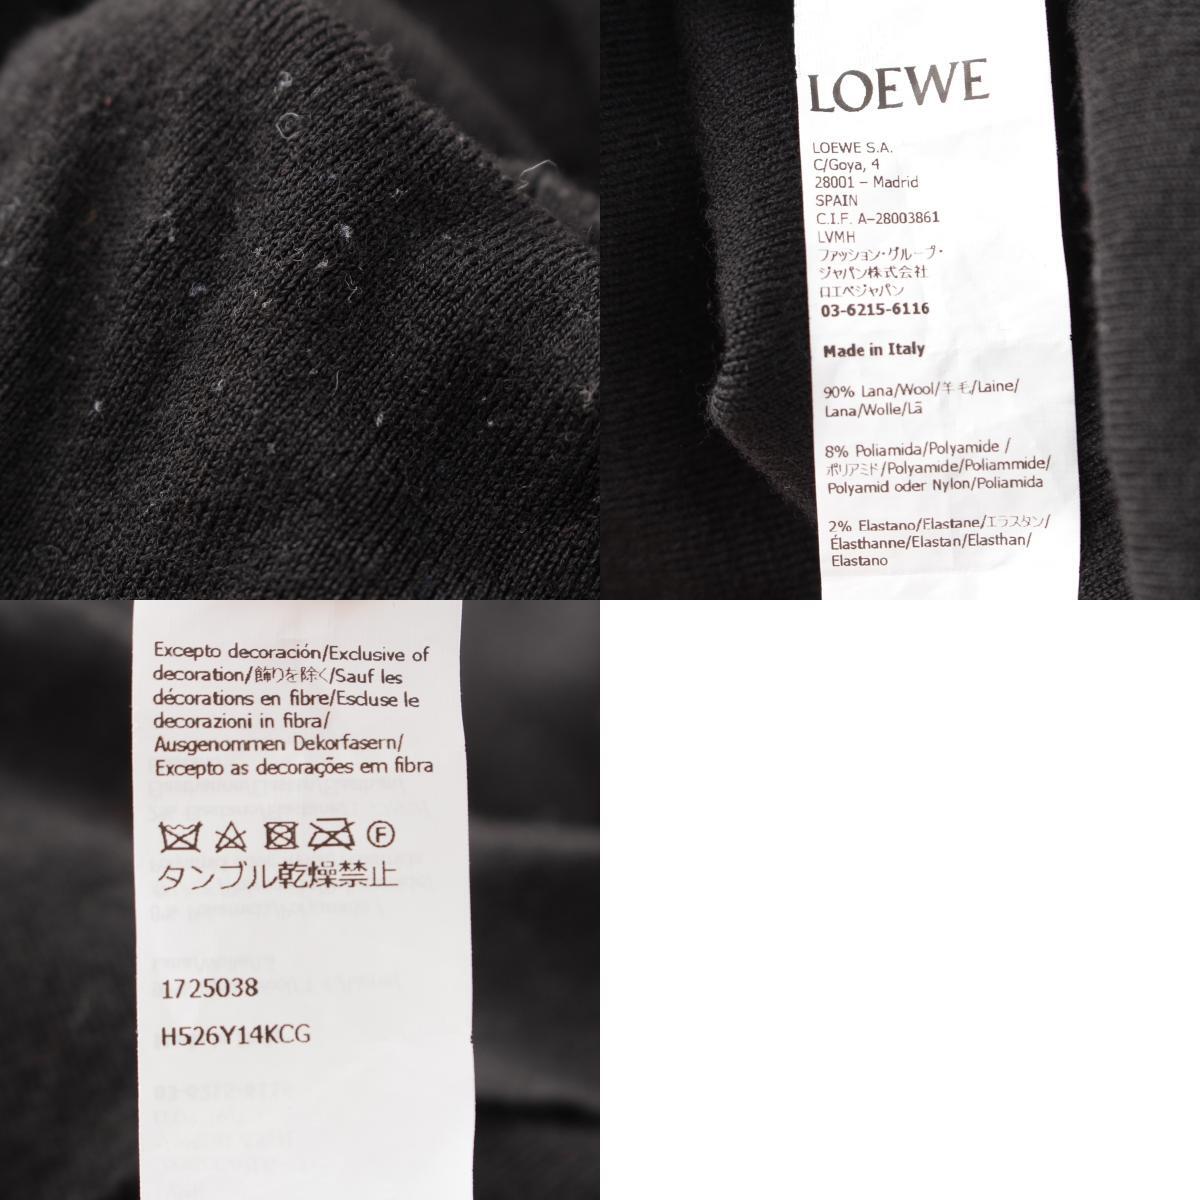 LOEWE
LOEWE S.A.
C/Goya, 4
28001 – Madrid
SPAIN
C.I.F. A-28003861
LVMH
ファッション・グループ・
ジャパン株式会社
ロエベジャパン
03-6215-6116
Made in Italy
90% Lana/Wool/羊毛/Laine/
Lana/Wolle/Lã
8% Poliamida/Polyamide /
ポリアミド/Polyamide/Poliammide/
Polyamid oder Nylon/Poliamida
2% Elastano/Elastane/エラスタン/
Élasthanne/Elastan/Elasthan/
Elastano
Excepto decoración/Exclusive of
decoration/飾りを除く/Sauf les
décorations en fibre/Escluse le
decorazioni in fibra/
Ausgenommen Dekorfasern/
Excepto as decorações em fibra
F
タンブル乾燥禁止
1725038
H526Y14KCG